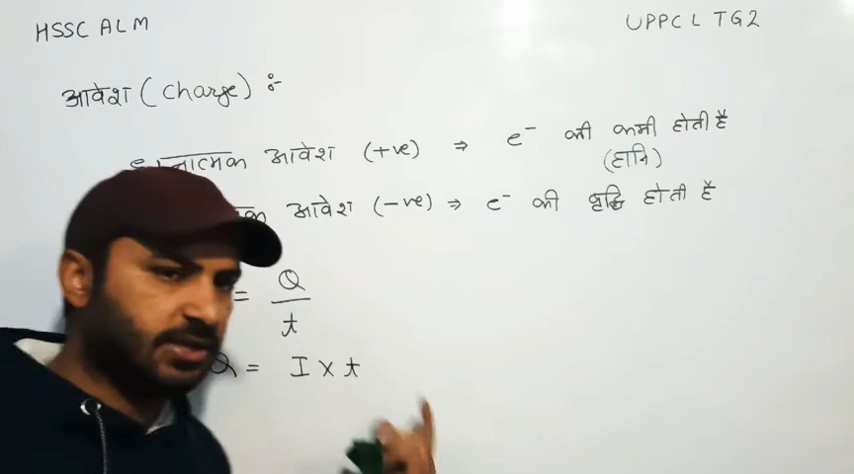 HSSC ALM
UPPCL TG2
आवेश (charge) :-
आवेश (+ve) ⇒ e⁻ की कमी होती है
(हानि)
आवेश (-ve) ⇒ e⁻ की वृद्धि होती है
= Q/t
Q = I × t